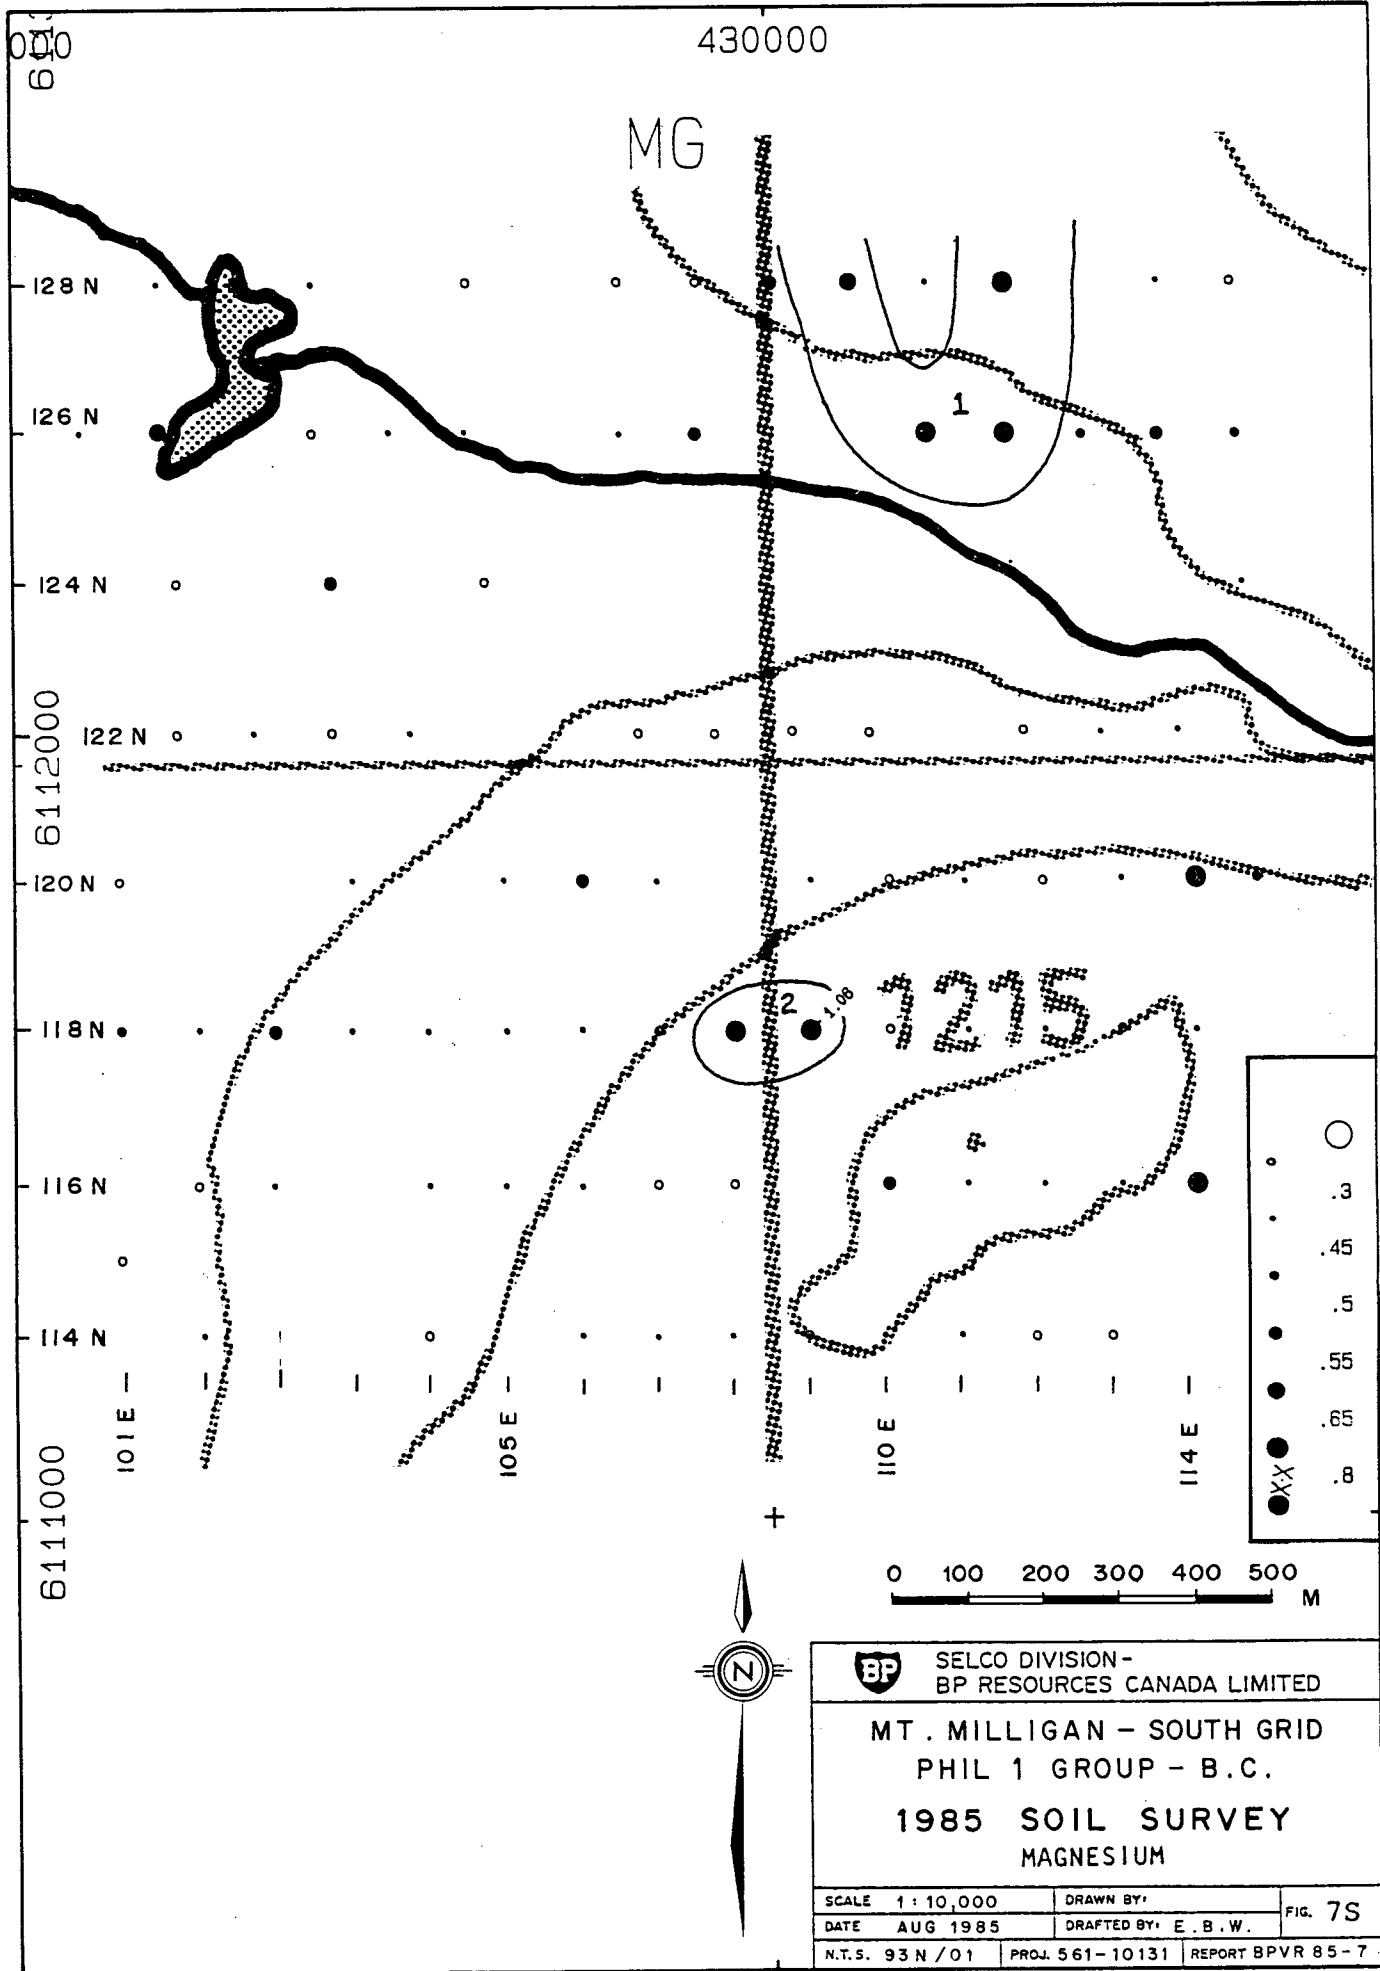 000
430000
MG
128 N
126 N
1
124 N
6112000
122 N
120 N
2
1.08
1215
118 N
116 N
.3
.45
.5
114 N
.55
.65
101 E
105 E
110 E
114 E
.8
XX
6111000
0 100 200 300 400 500 M
N
BP
SELCO DIVISION -
BP RESOURCES CANADA LIMITED
MT. MILLIGAN - SOUTH GRID
PHIL 1 GROUP - B.C.
1985 SOIL SURVEY
MAGNESIUM
SCALE 1 : 10,000
DRAWN BY:
FIG. 7S
DATE AUG 1985
DRAFTED BY: E.B.W.
N.T.S. 93 N / 01
PROJ. 561-10131
REPORT BPVR 85-7